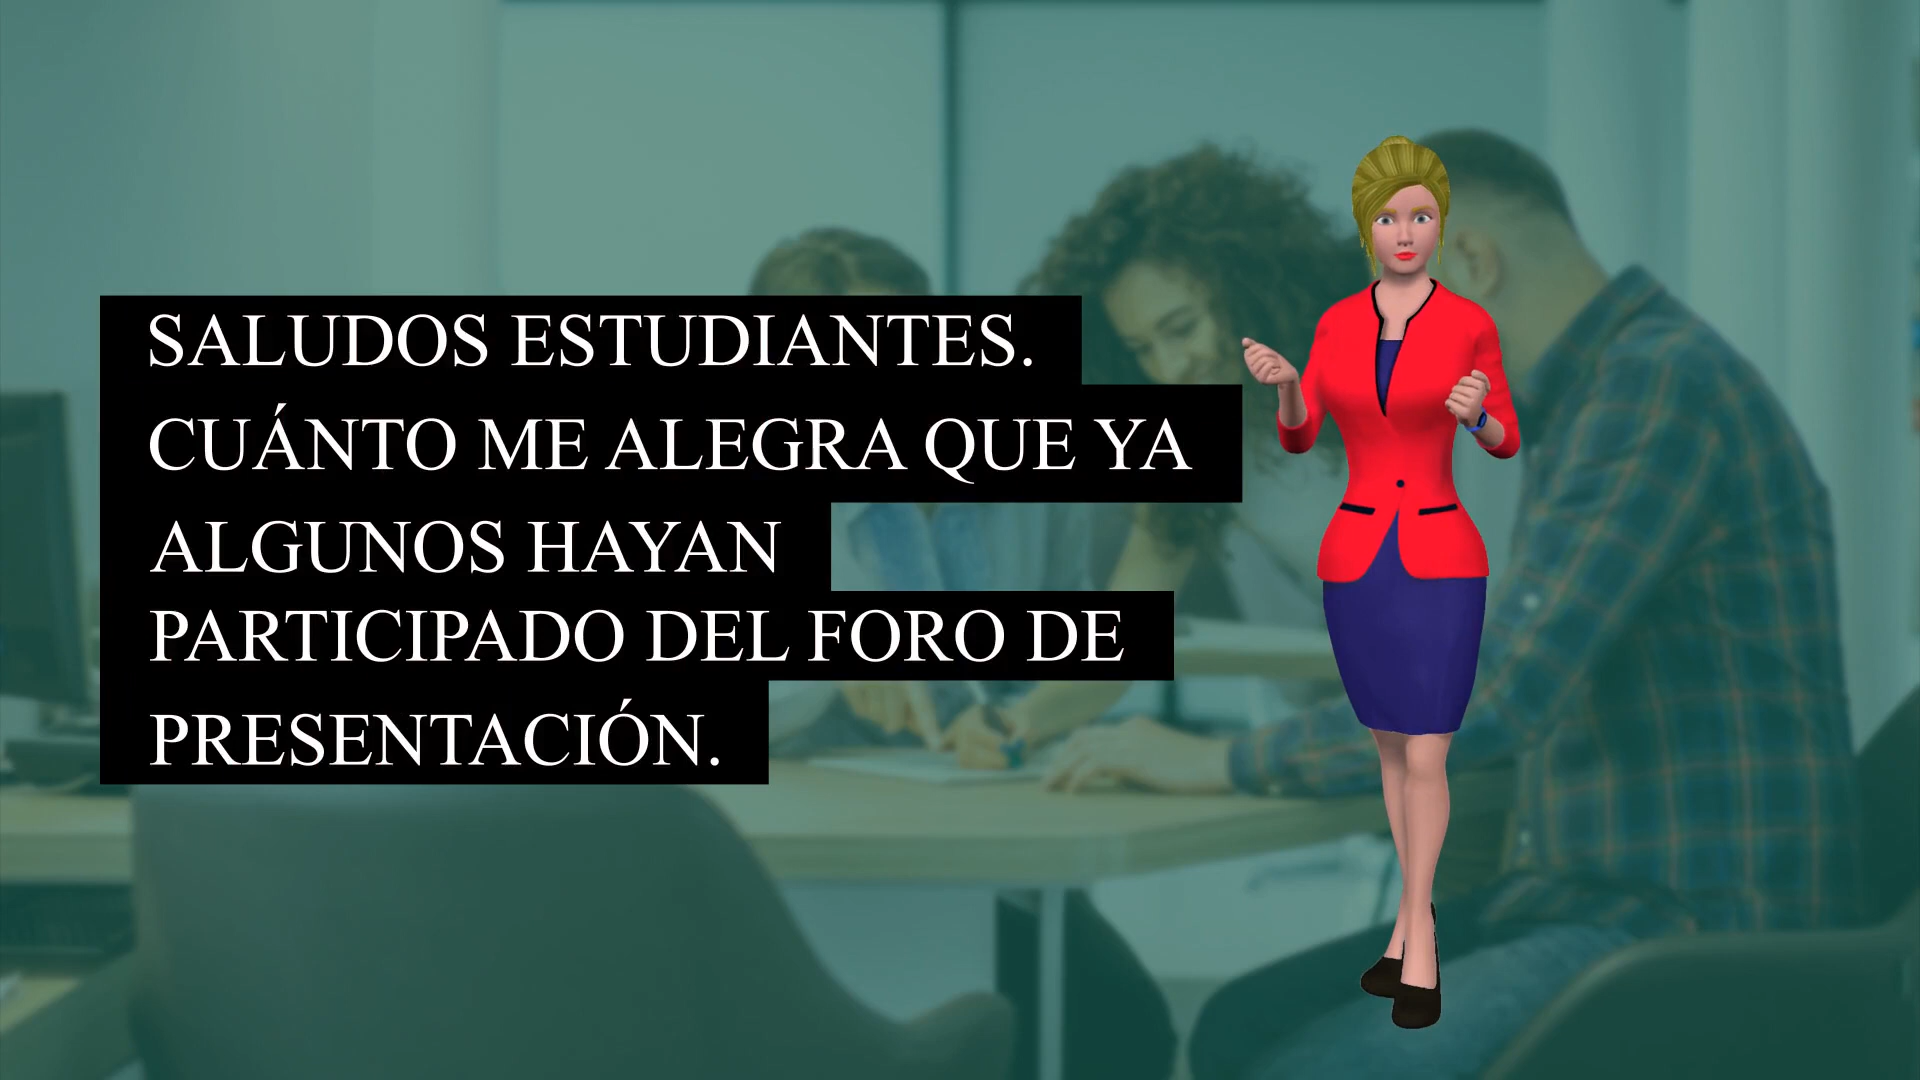 SALUDOS ESTUDIANTES.
CUÁNTO ME ALEGRA QUE YA
ALGUNOS HAYAN
PARTICIPADO DEL FORO DE
PRESENTACIÓN.